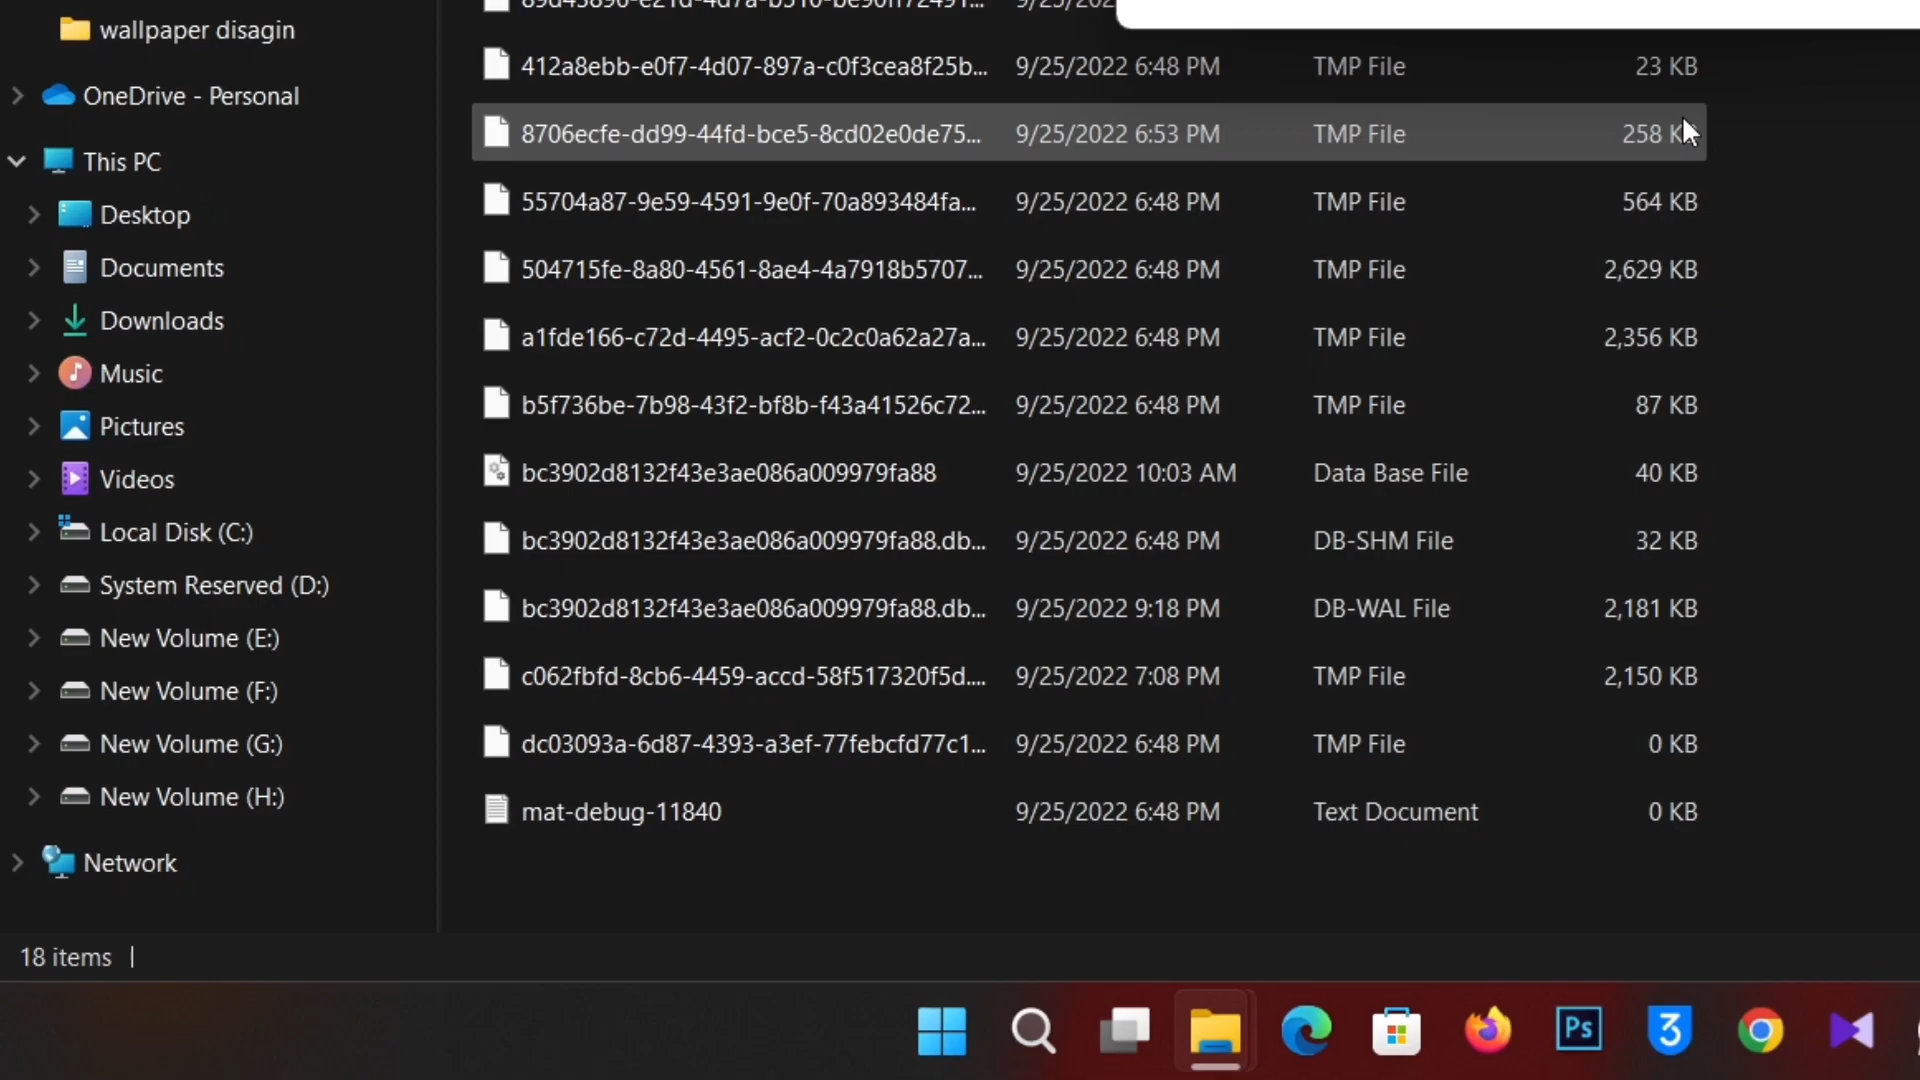 wallpaper disagin
OneDrive - Personal
This PC
Desktop
Documents
Downloads
Music
Pictures
Videos
Local Disk (C:)
System Reserved (D:)
New Volume (E:)
New Volume (F:)
New Volume (G:)
New Volume (H:)
Network
412a8ebb-e0f7-4d07-897a-c0f3cea8f25b... 9/25/2022 6:48 PM TMP File 23 KB
8706ecfe-dd99-44fd-bce5-8cd02e0de75... 9/25/2022 6:53 PM TMP File 258
55704a87-9e59-4591-9e0f-70a893484fa... 9/25/2022 6:48 PM TMP File 564 KB
504715fe-8a80-4561-8ae4-4a7918b5707... 9/25/2022 6:48 PM TMP File 2,629 KB
a1fde166-c72d-4495-acf2-0c2c0a62a27a... 9/25/2022 6:48 PM TMP File 2,356 KB
b5f736be-7b98-43f2-bf8b-f43a41526c72... 9/25/2022 6:48 PM TMP File 87 KB
bc3902d8132f43e3ae086a009979fa88 9/25/2022 10:03 AM Data Base File 40 KB
bc3902d8132f43e3ae086a009979fa88.db... 9/25/2022 6:48 PM DB-SHM File 32 KB
bc3902d8132f43e3ae086a009979fa88.db... 9/25/2022 9:18 PM DB-WAL File 2,181 KB
c062fbfd-8cb6-4459-accd-58f517320f5d.... 9/25/2022 7:08 PM TMP File 2,150 KB
dc03093a-6d87-4393-a3ef-77febcfd77c1... 9/25/2022 6:48 PM TMP File 0 KB
mat-debug-11840 9/25/2022 6:48 PM Text Document 0 KB
18 items
Ps
3